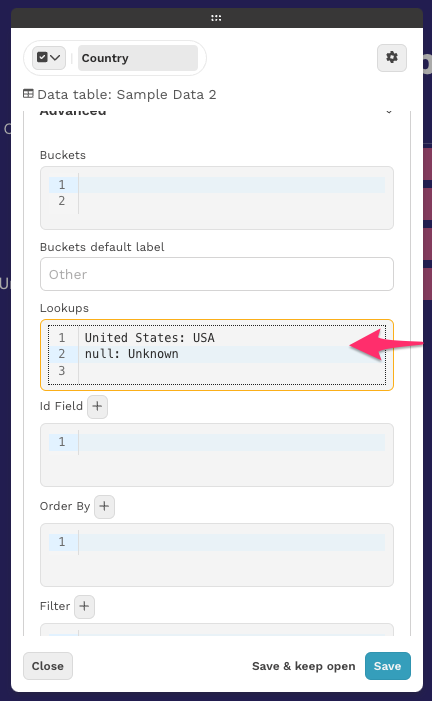 Country
Data table: Sample Data 2
Advanced
Buckets
1
2
Buckets default label
Other
Lookups
1 United States: USA
2 null: Unknown
3
Id Field +
1
Order By +
1
Filter +
Close Save & keep open Save